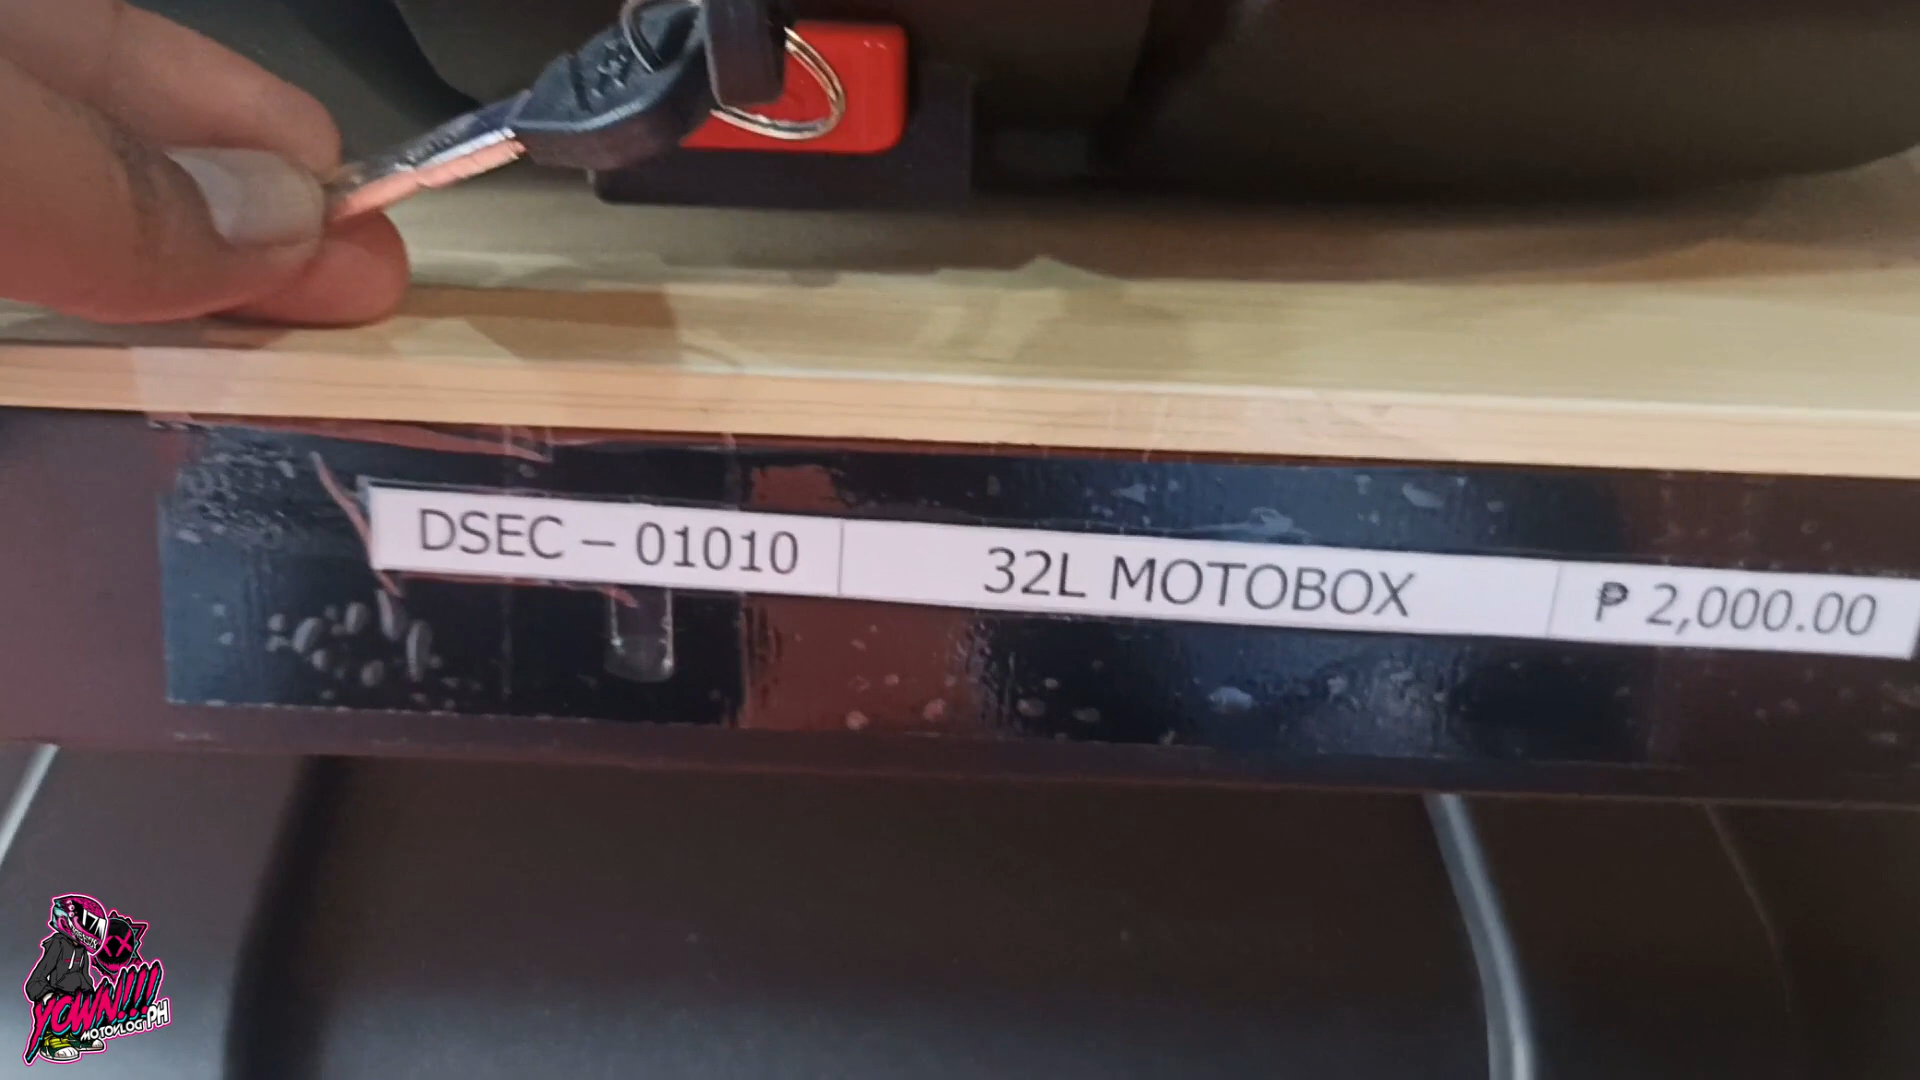 DSEC – 01010 32L MOTOBOX ₱ 2,000.00
YOWN!!!
MOTOVLOG PH